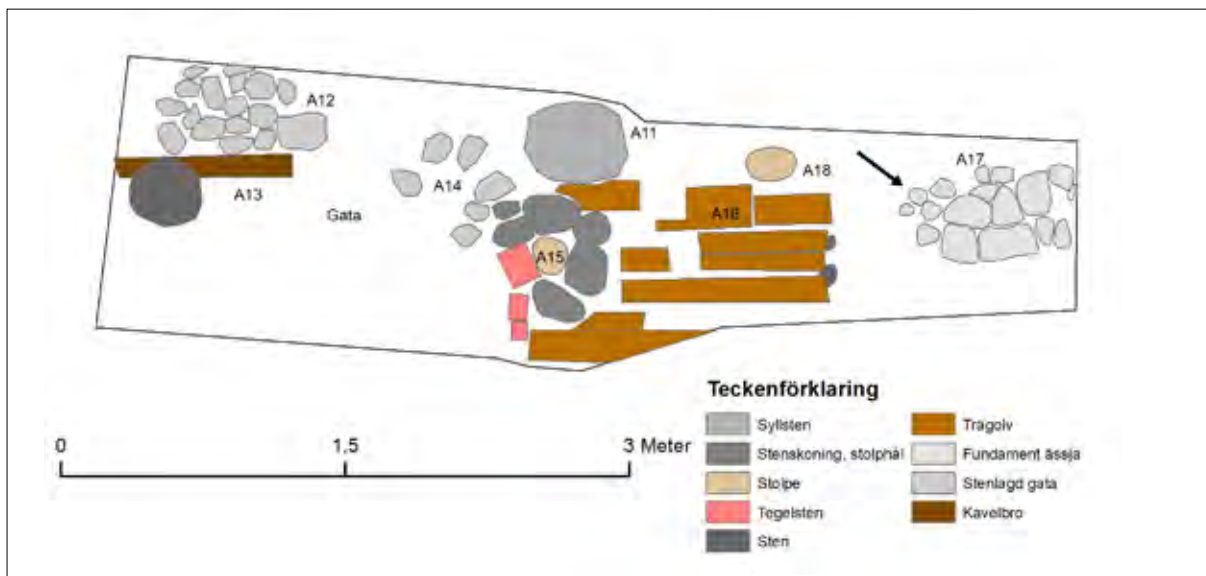 A12
A11
A18
A17
A14
A13
Gata
A16
A15
Teckenförklaring
0
1,5
3 Meter
Syllsten
Trägolv
Stenskoning, stolphål
Fundament ässja
Stolpe
Stenlagd gata
Tegelsten
Kavelbro
Sten